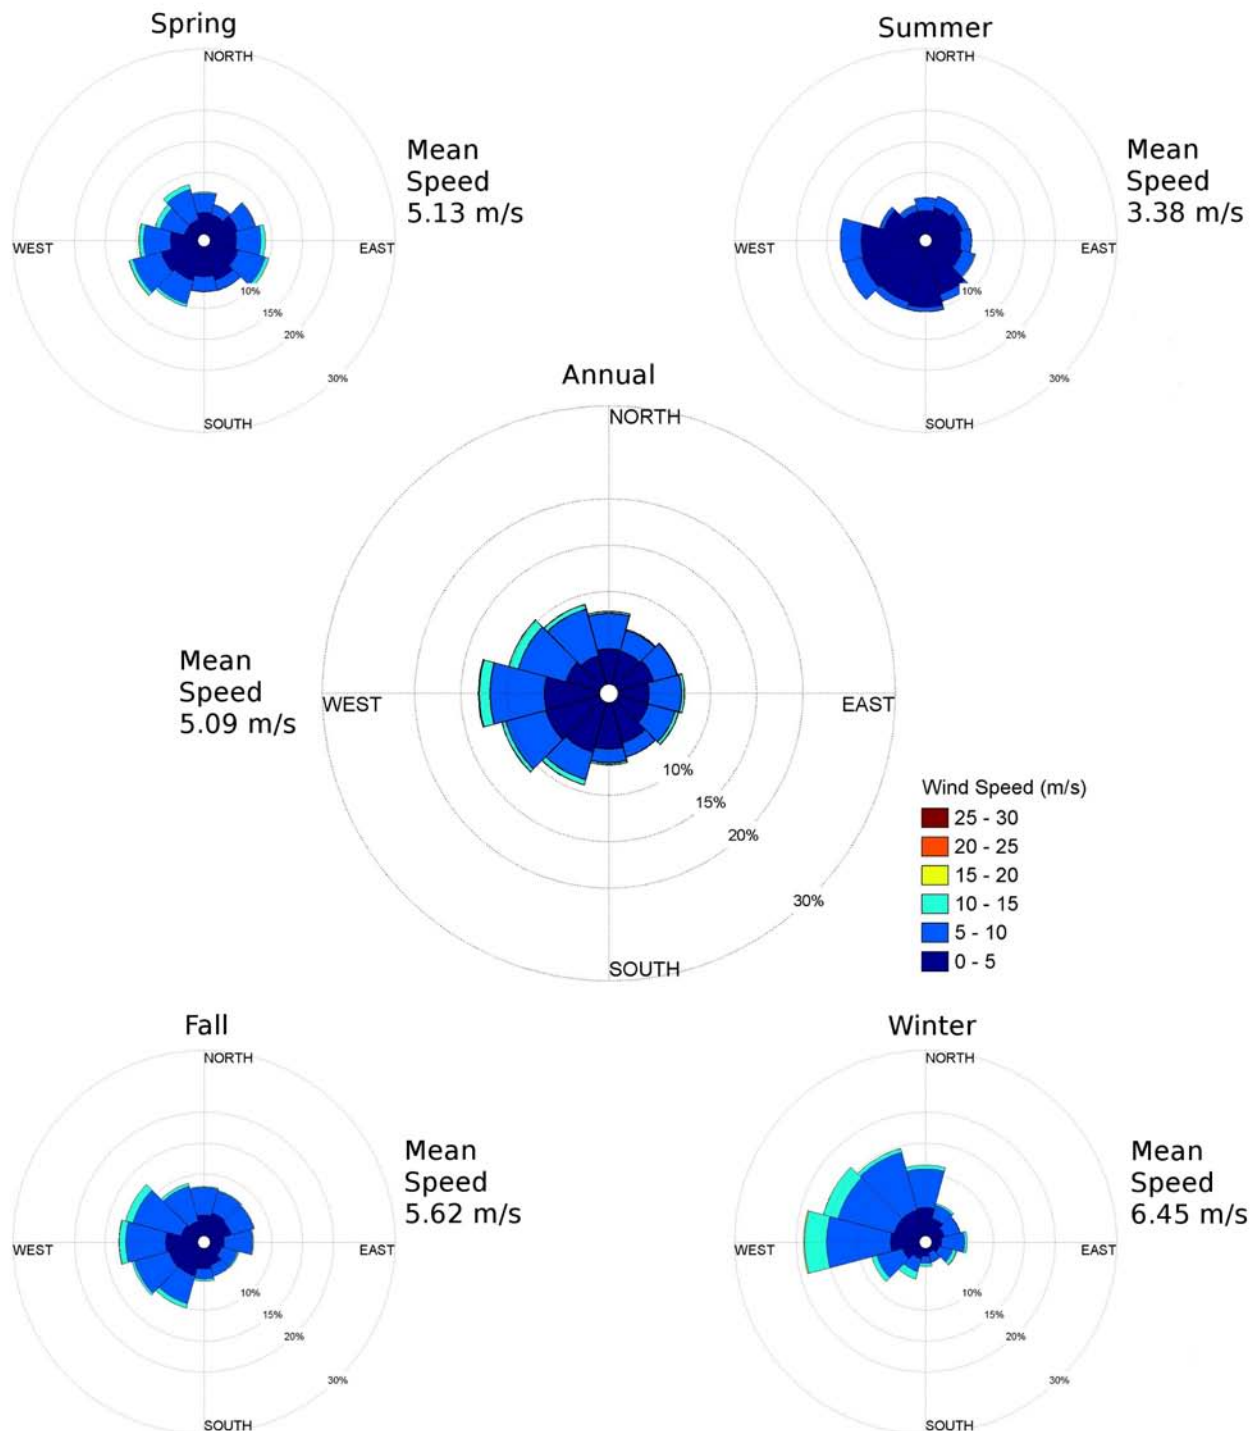 Spring
NORTH
Mean
Speed
5.13 m/s
WEST
EAST
10%
15%
20%
30%
SOUTH
Summer
NORTH
Mean
Speed
3.38 m/s
WEST
EAST
10%
15%
20%
30%
SOUTH
Annual
NORTH
Mean
Speed
5.09 m/s
WEST
EAST
10%
15%
20%
30%
SOUTH
Wind Speed (m/s)
25 - 30
20 - 25
15 - 20
10 - 15
5 - 10
0 - 5
Fall
NORTH
Mean
Speed
5.62 m/s
WEST
EAST
10%
15%
20%
30%
SOUTH
Winter
NORTH
Mean
Speed
6.45 m/s
WEST
EAST
10%
15%
20%
30%
SOUTH